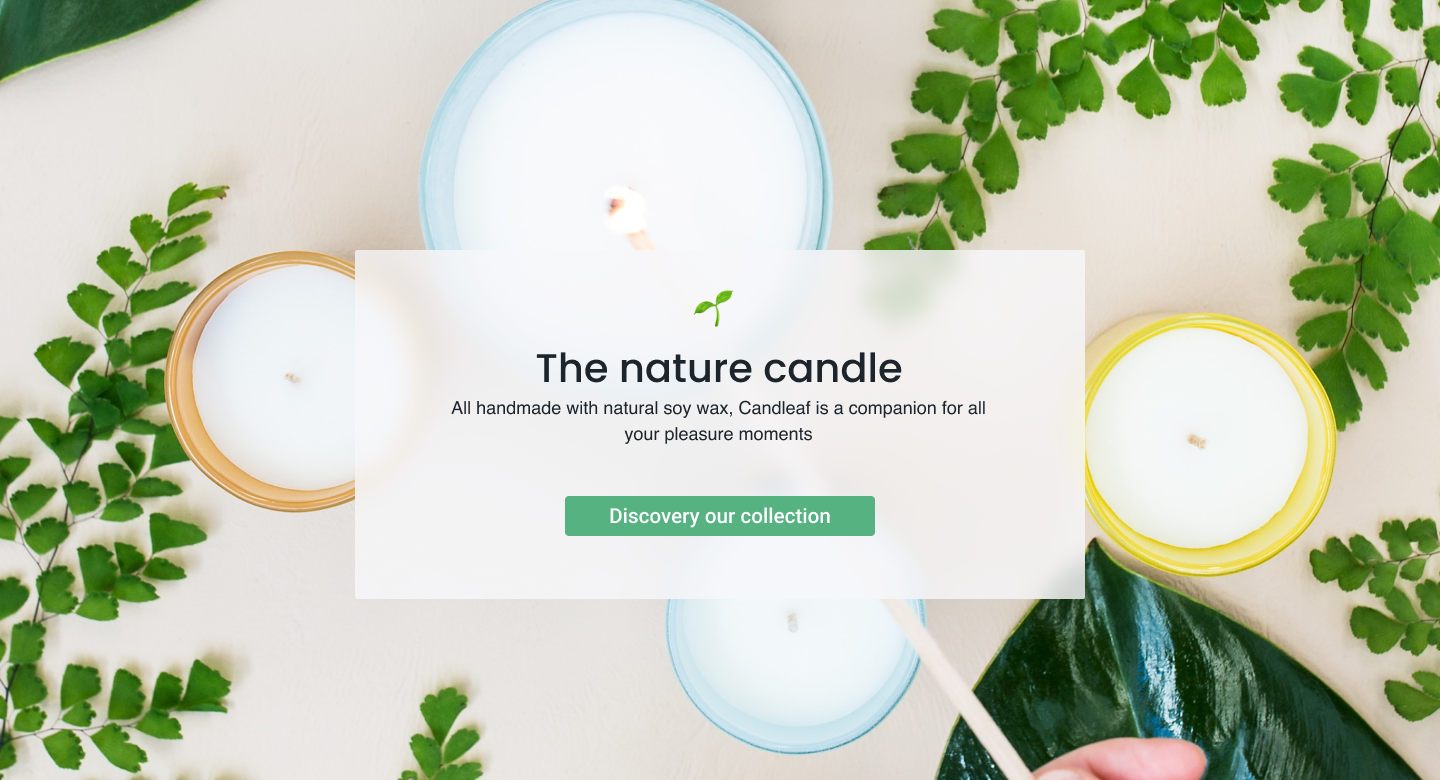 The nature candle
All handmade with natural soy wax, Candleaf is a companion for all
your pleasure moments
Discovery our collection